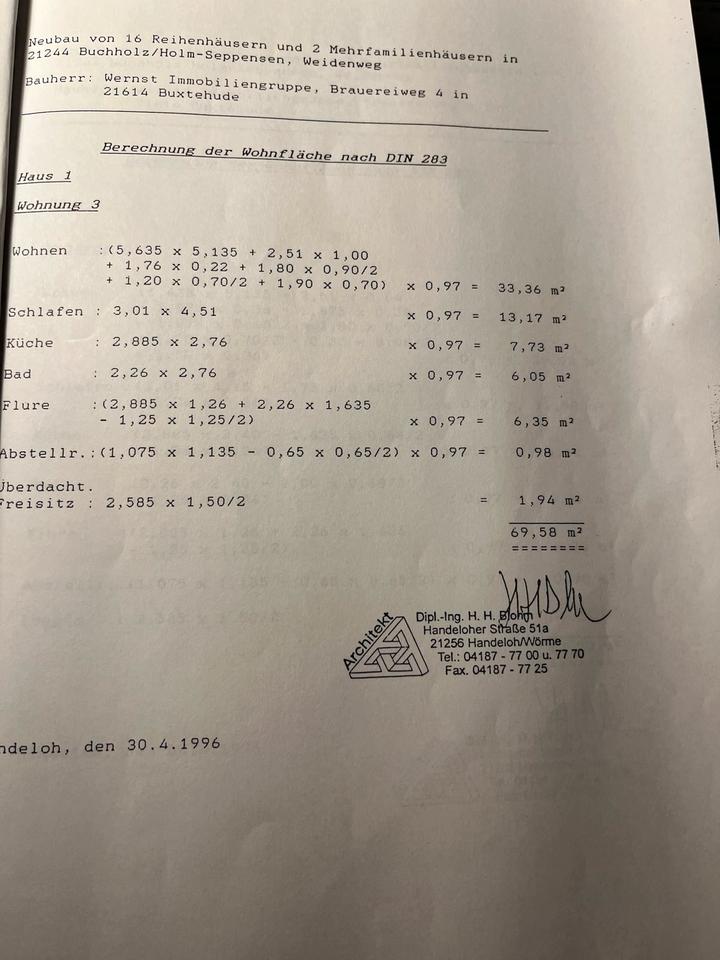 Neubau von 16 Reihenhäusern und 2 Mehrfamilienhäusern in
21244 Buchholz/Holm-Seppensen, Weidenweg
Bauherr: Wernst Immobiliengruppe, Brauereiweg 4 in
21614 Buxtehude
Berechnung der Wohnfläche nach DIN 283
Haus 1
Wohnung 3
Wohnen :(5,635 x 5,135 + 2,51 x 1,00
+ 1,76 x 0,22 + 1,80 x 0,90/2
+ 1,20 x 0,70/2 + 1,90 x 0,70) x 0,97 = 33,36 m²
Schlafen : 3,01 x 4,51 x 0,97 = 13,17 m²
Küche : 2,885 x 2,76 x 0,97 = 7,73 m²
Bad : 2,26 x 2,76 x 0,97 = 6,05 m²
Flure :(2,885 x 1,26 + 2,26 x 1,635
- 1,25 x 1,25/2) x 0,97 = 6,35 m²
Abstellr.:(1,075 x 1,135 - 0,65 x 0,65/2) x 0,97 = 0,98 m²
Überdacht.
Freisitz : 2,585 x 1,50/2 = 1,94 m²
69,58 m²
========
Architekt
Dipl.-Ing. H. H. Blohm
Handeloher Straße 51a
21256 Handeloh/Wörme
Tel.: 04187 - 77 00 u. 77 70
Fax. 04187 - 77 25
ndeloh, den 30.4.1996